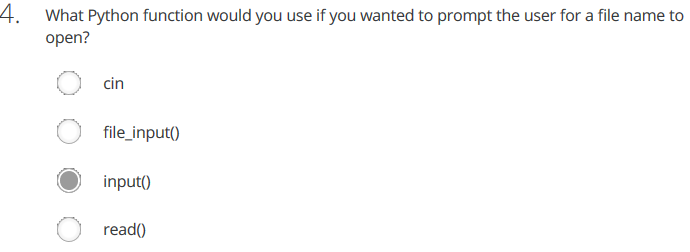 4. What Python function would you use if you wanted to prompt the user for a file name to
open?
cin
file_input()
input()
read()